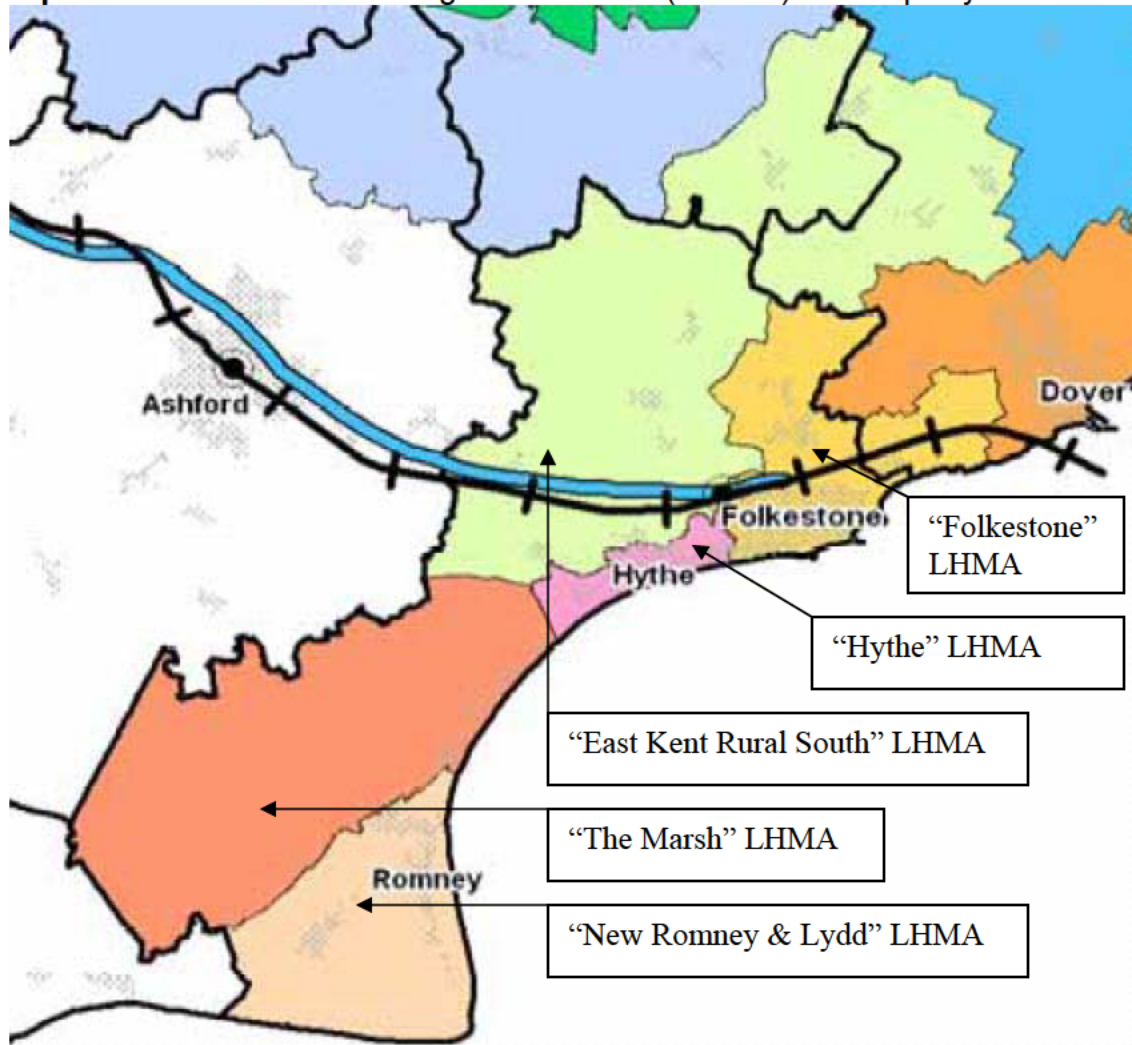 Ashford
Dover
Folkestone
"Folkestone"
LHMA
Hythe
"Hythe" LHMA
"East Kent Rural South" LHMA
"The Marsh" LHMA
Romney
"New Romney & Lydd" LHMA